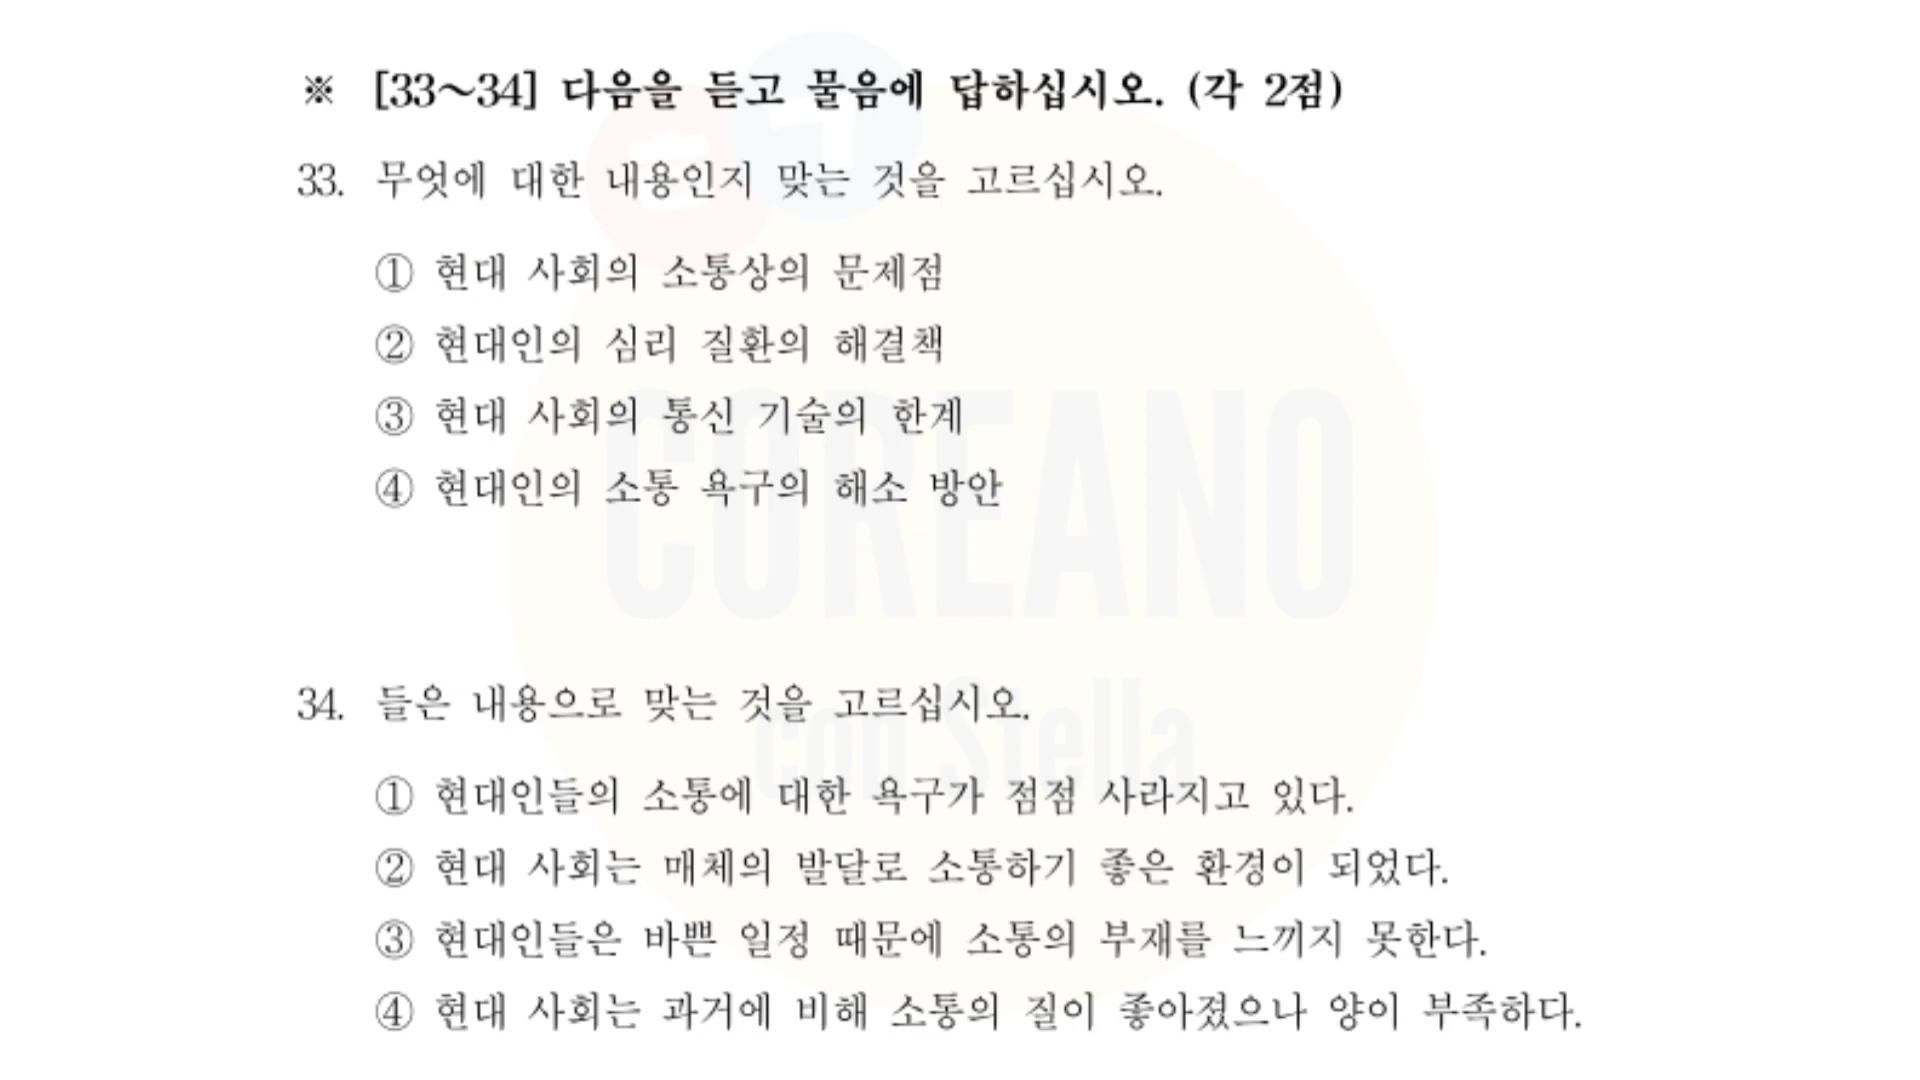 ※ [33~34] 다음을 듣고 물음에 답하십시오. (각 2점)
33. 무엇에 대한 내용인지 맞는 것을 고르십시오.
① 현대 사회의 소통상의 문제점
② 현대인의 심리 질환의 해결책
③ 현대 사회의 통신 기술의 한계
④ 현대인의 소통 욕구의 해소 방안
COREANO
con Stella
34. 들은 내용으로 맞는 것을 고르십시오.
① 현대인들의 소통에 대한 욕구가 점점 사라지고 있다.
② 현대 사회는 매체의 발달로 소통하기 좋은 환경이 되었다.
③ 현대인들은 바쁜 일정 때문에 소통의 부재를 느끼지 못한다.
④ 현대 사회는 과거에 비해 소통의 질이 좋아졌으나 양이 부족하다.